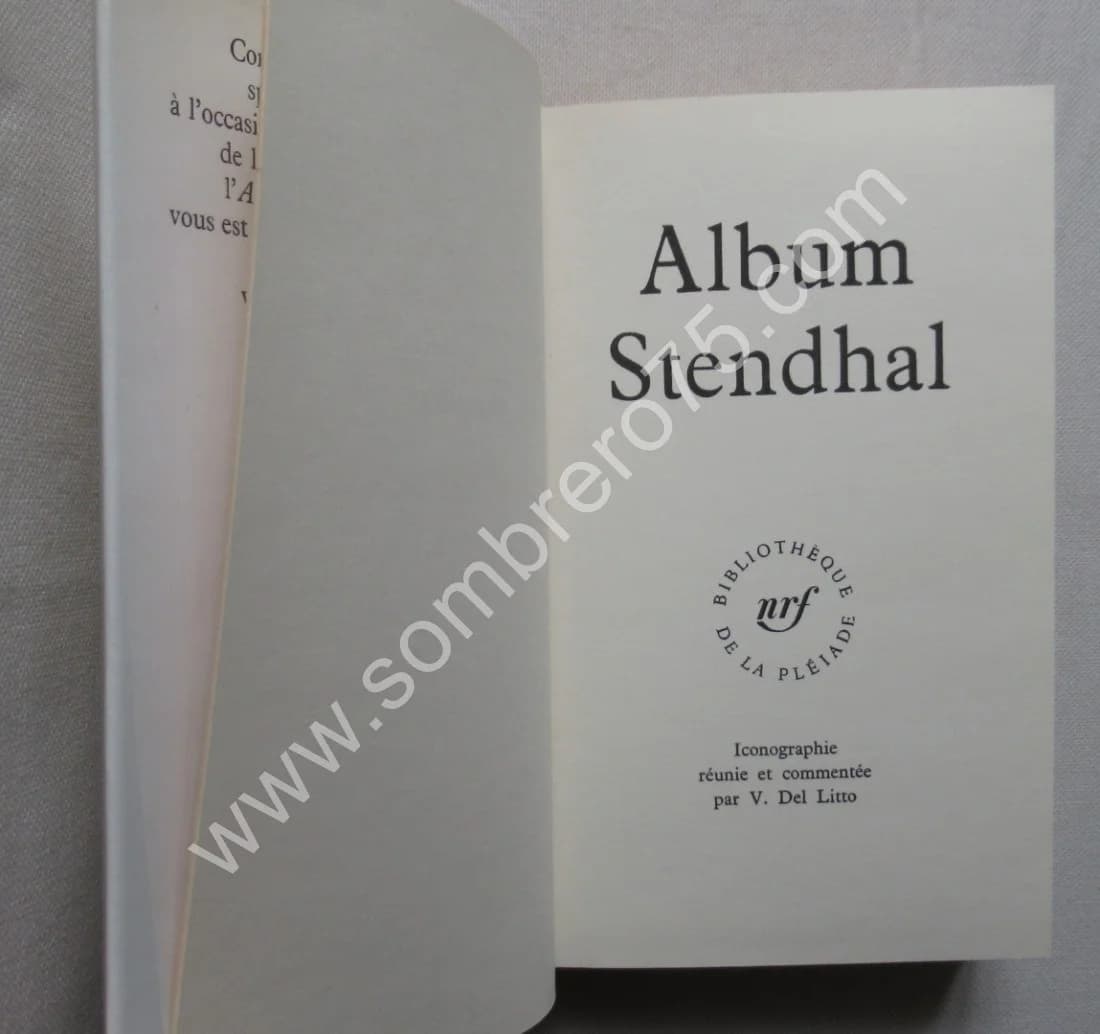 à l'occasi
de l
l'A
vous est
Album
Stendhal
BIBLIOTHÈQUE
nrf
DE LA PLÉIADE
Iconographie
réunie et commentée
par V. Del Litto
www.sombrero75.com